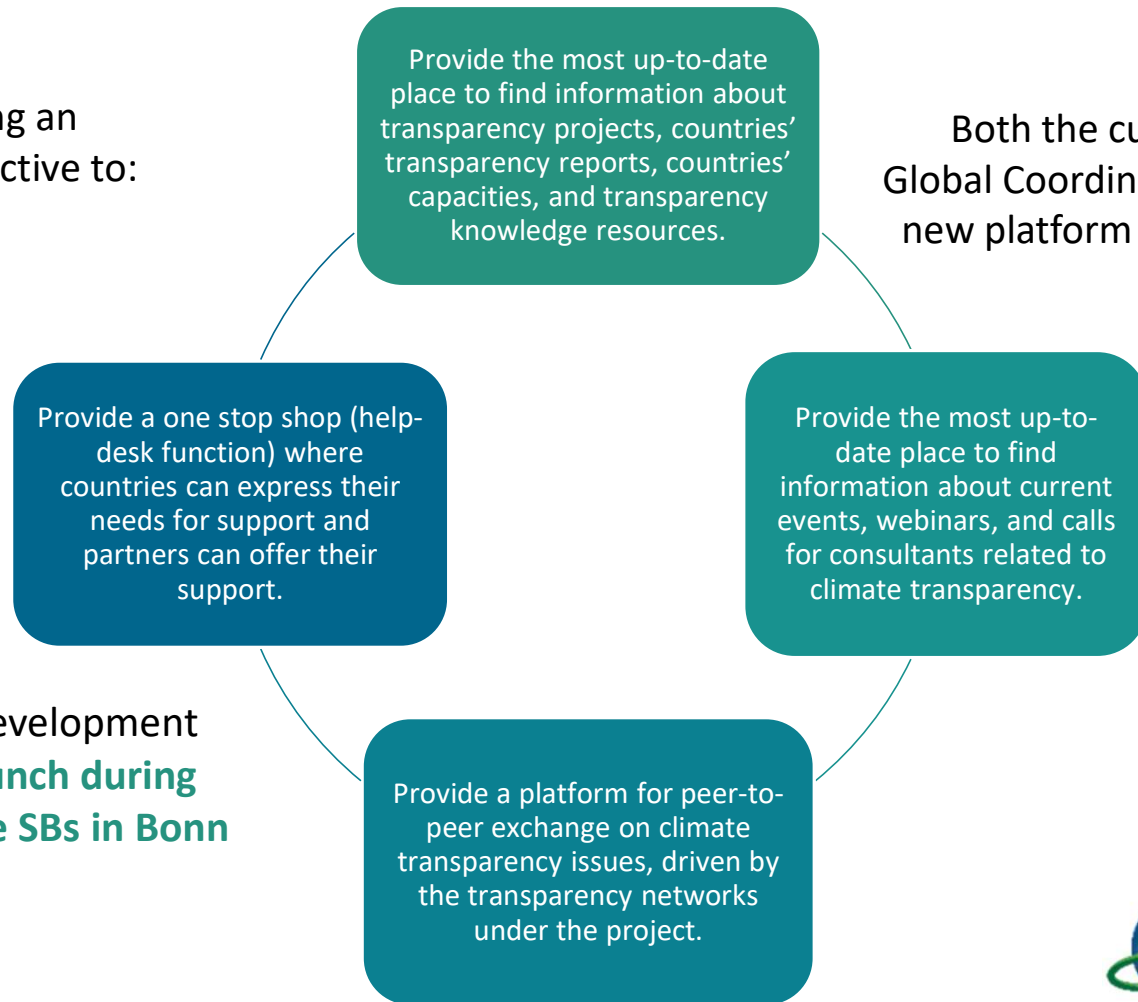 Provide the most up-to-date
place to find information about
transparency projects, countries'
transparency reports, countries'
capacities, and transparency
knowledge resources.
ng an
ctive to:
Both the cu
Global Coordin
new platform
Provide a one stop shop (help-
desk function) where
countries can express their
needs for support and
partners can offer their
support.
Provide the most up-to-
date place to find
information about current
events, webinars, and calls
for consultants related to
climate transparency.
evelopment
unch during
e SBs in Bonn
Provide a platform for peer-to-
peer exchange on climate
transparency issues, driven by
the transparency networks
under the project.